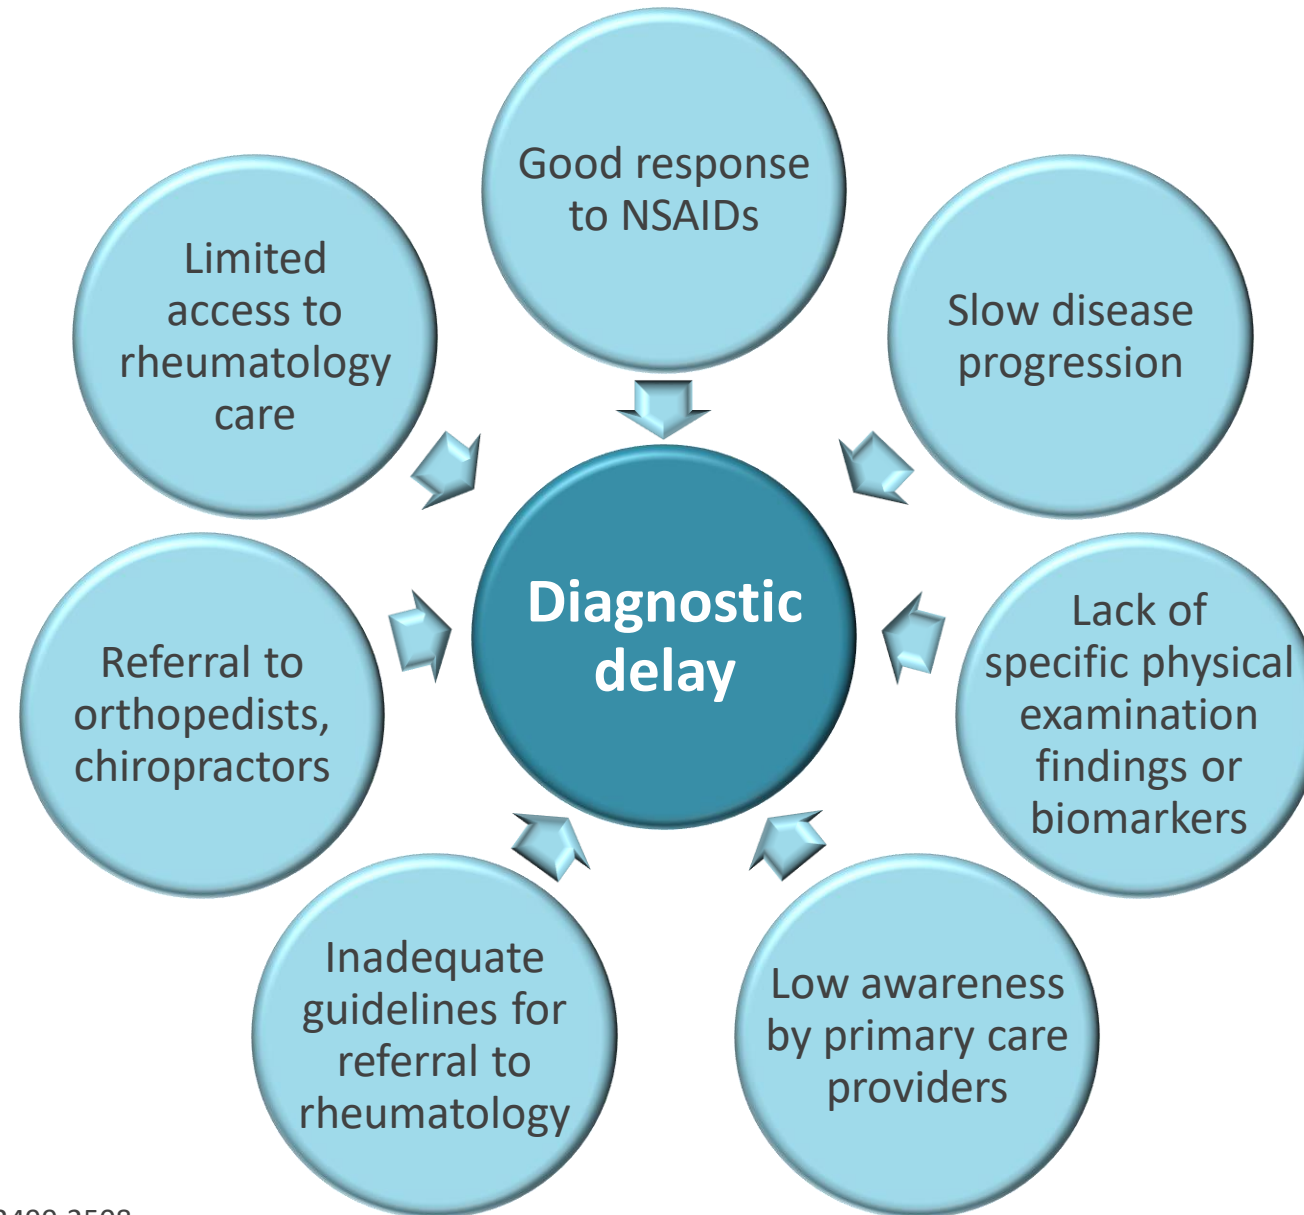 Good response
to NSAIDs
Slow disease
progression
Lack of
specific physical
examination
findings or
biomarkers
Low awareness
by primary care
providers
Inadequate
guidelines for
referral to
rheumatology
Referral to
orthopedists,
chiropractors
Limited
access to
rheumatology
care
Diagnostic
delay